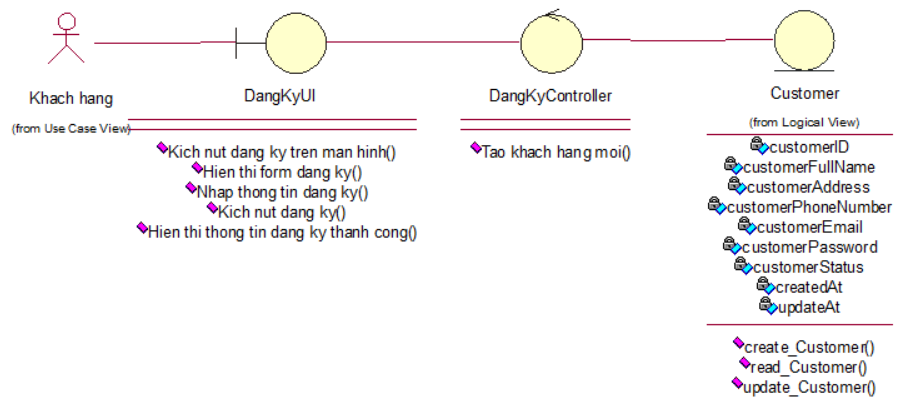 Khach hang
(from Use Case View)
DangKyUI
Kich nut dang ky tren man hinh()
Hien thi form dang ky()
Nhap thong tin dang ky()
Kich nut dang ky()
Hien thi thong tin dang ky thanh cong()
DangKyController
Tao khach hang moi()
Customer
(from Logical View)
customerID
customerFullName
customerAddress
customerPhoneNumber
customerEmail
customerPassword
customerStatus
createdAt
updateAt
create_Customer()
read_Customer()
update_Customer()